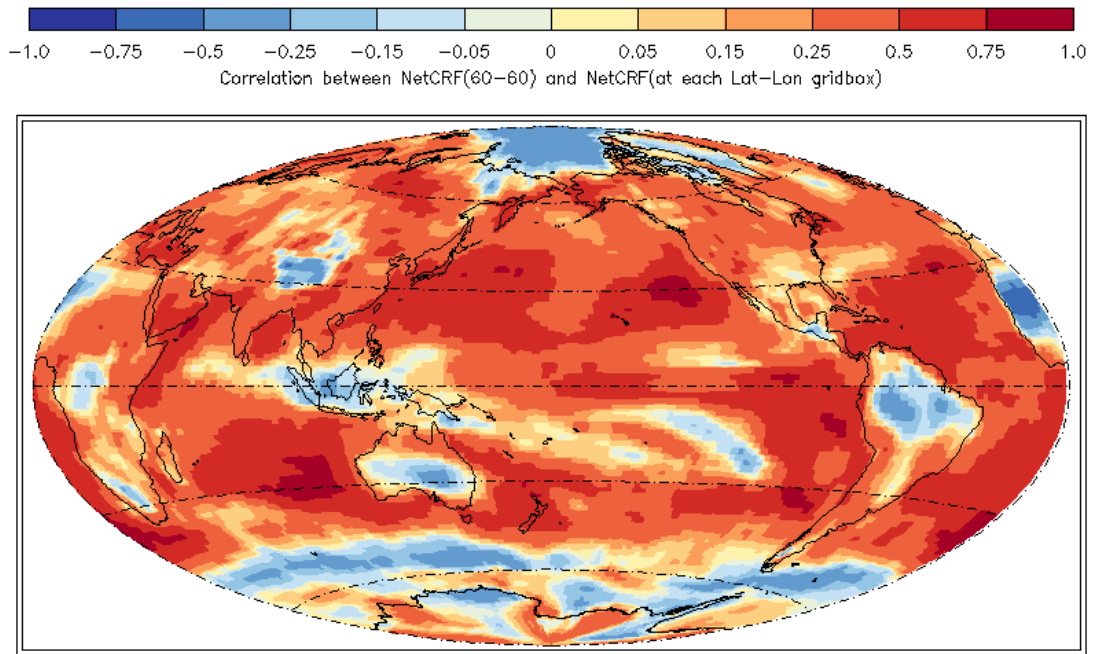 -1.0 -0.75 -0.5 -0.25 -0.15 -0.05 0 0.05 0.15 0.25 0.5 0.75 1.0
Correlation between NetCRF(60-60) and NetCRF(at each Lat-Lon gridbox)